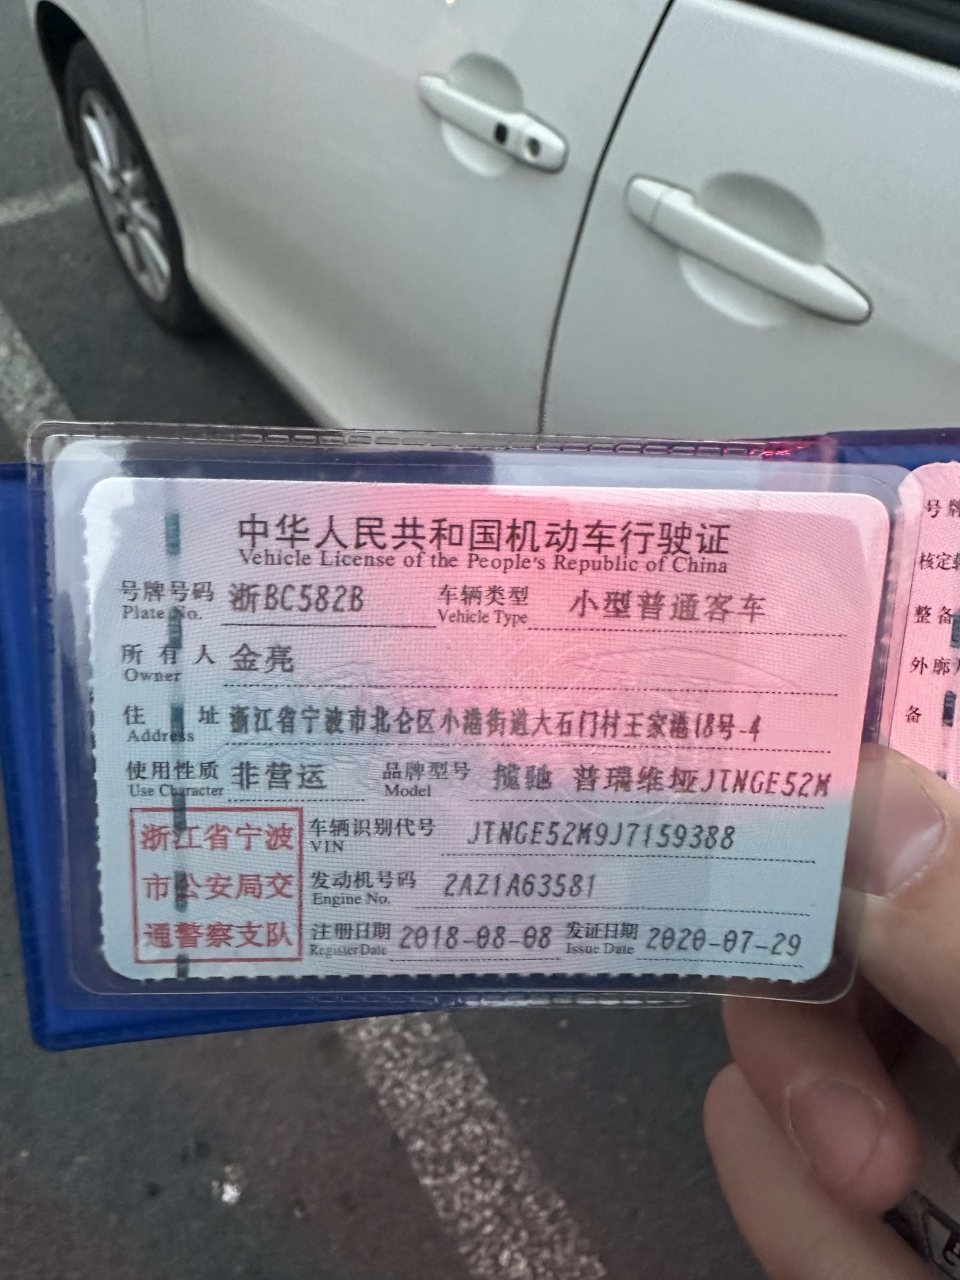 中华人民共和国机动车行驶证
Vehicle License of the People's Republic of China
号牌号码 浙BC582B 车辆类型 小型普通客车
Plate No. Vehicle Type
所有人 金亮
Owner
住址 浙江省宁波市北仑区小港街道大石门村王家港18号-4
Address
使用性质 非营运 品牌型号 揽驰 普瑞维垭JTNGE52M
Use Character Model
浙江省宁波
市公安局交
通警察支队
车辆识别代号 JTNGE52M9J7159388
VIN
发动机号码 2AZ1A63581
Engine No.
注册日期 2018-08-08 发证日期 2020-07-29
Register Date Issue Date
号牌
核定
整备
外廓
备